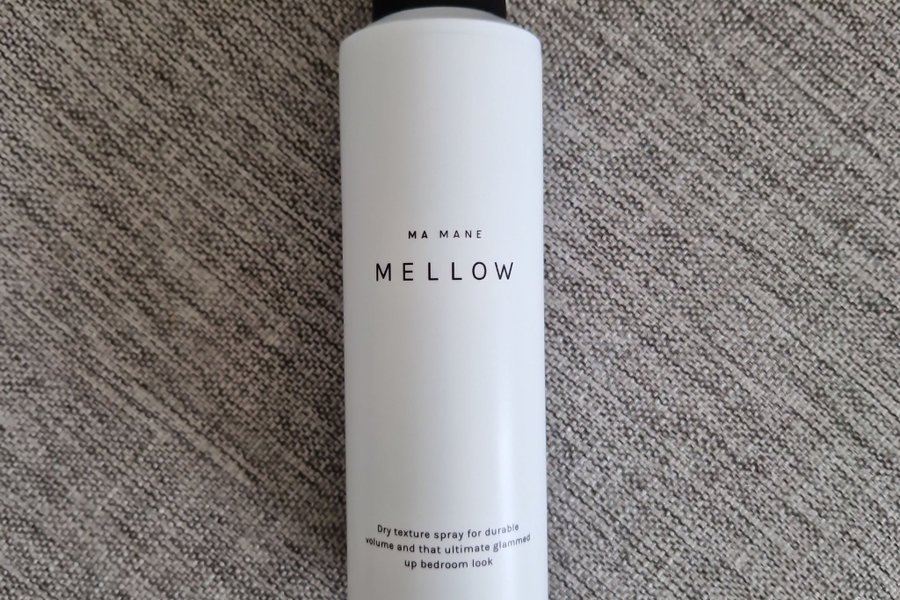 MA MANE
MELLOW
Dry texture spray for durable
volume and that ultimate glammed
up bedroom look